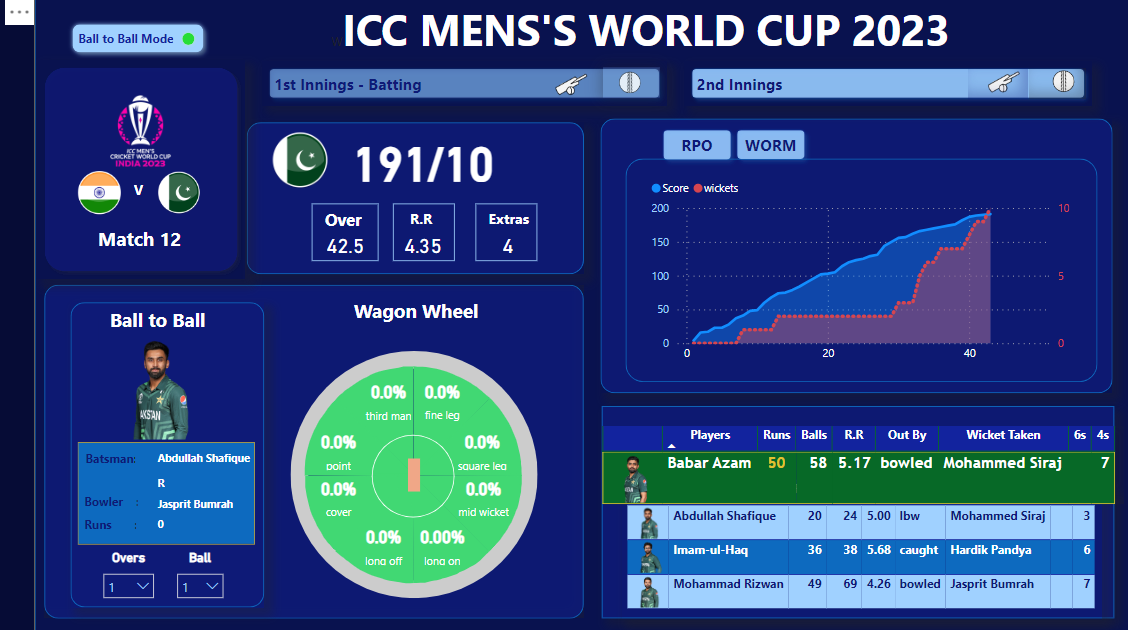 ICC MENS'S WORLD CUP 2023
Ball to Ball Mode
1st Innings - Batting
2nd Innings
ICC MEN'S
CRICKET WORLD CUP
INDIA 2023
V
Match 12
191/10
Over
42.5
R.R
4.35
Extras
4
RPO
WORM
Score wickets
200
150
100
50
0
10
5
0
0
20
40
Ball to Ball
Batsman: Abdullah Shafique
R
Bowler : Jasprit Bumrah
Runs : 0
Overs
Ball
1
1
Wagon Wheel
0.0%
third man
0.0%
fine leg
0.0%
point
0.0%
square leg
0.0%
cover
0.0%
mid wicket
0.0%
long off
0.00%
long on
Players Runs Balls R.R Out By Wicket Taken 6s 4s
Babar Azam 50 58 5.17 bowled Mohammed Siraj 7
Abdullah Shafique 20 24 5.00 lbw Mohammed Siraj 3
Imam-ul-Haq 36 38 5.68 caught Hardik Pandya 6
Mohammad Rizwan 49 69 4.26 bowled Jasprit Bumrah 7